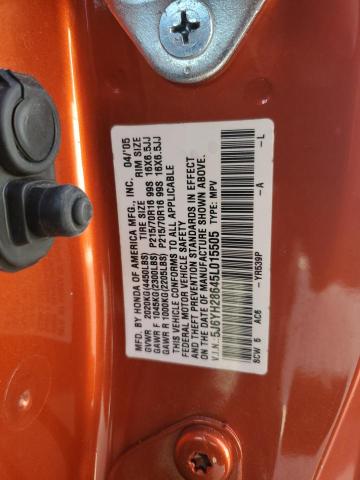 MFD. BY HONDA OF AMERICA MFG., INC. 04/'05
TIRE SIZE RIM SIZE
GVWR 2020KG(4450LBS)
GAWR F 1045KG(2300LBS) P215/70R16 99S 16X6.5JJ
GAWR R 1000KG(2205LBS) P215/70R16 99S 16X6.5JJ
THIS VEHICLE CONFORMS TO ALL APPLICABLE
FEDERAL MOTOR VEHICLE SAFETY
AND THEFT PREVENTION STANDARDS IN EFFECT
ON THE DATE OF MANUFACTURE SHOWN ABOVE.
V.I.N.:5J6YH28645L015505 TYPE: MPV
SCW 5 AC6 -YR539P -A -L